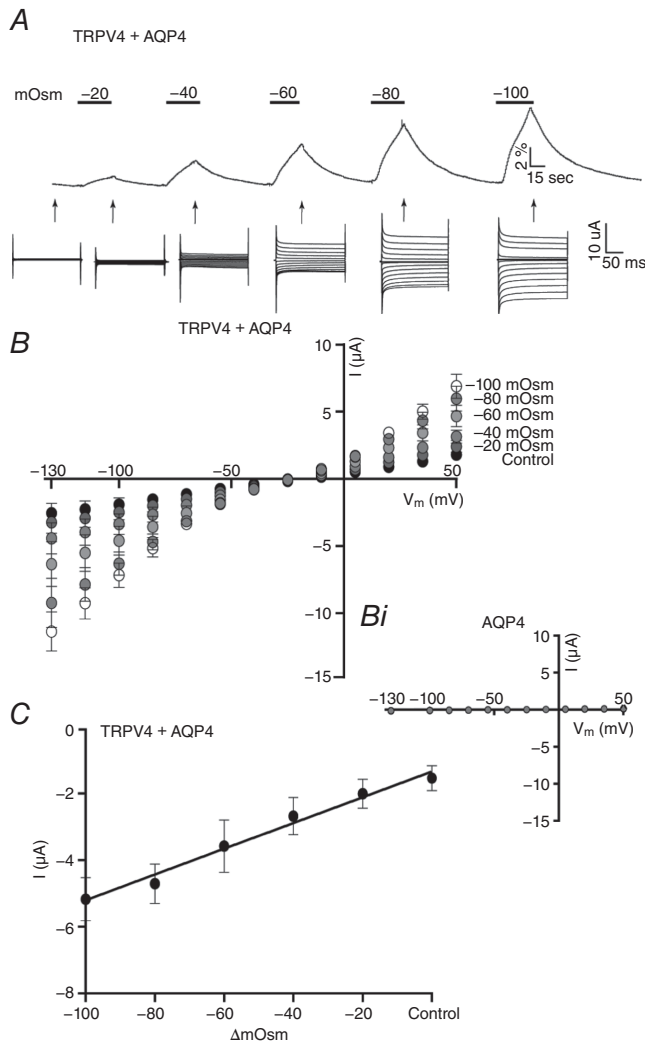 A
TRPV4 + AQP4
mOsm −20 −40 −60 −80 −100
2 %
15 sec
10 uA
50 ms
TRPV4 + AQP4
B
10
I (µA)
5
−100 mOsm
−80 mOsm
−60 mOsm
−40 mOsm
−20 mOsm
Control
−130 −100 −50 50
Vm (mV)
−5
−10
−15
Bi
AQP4
10
I (µA)
5
−130 −100 −50 50
Vm (mV)
−5
−10
−15
C
TRPV4 + AQP4
0
−2
−4
−6
−8
I (µA)
−100 −80 −60 −40 −20 Control
ΔmOsm